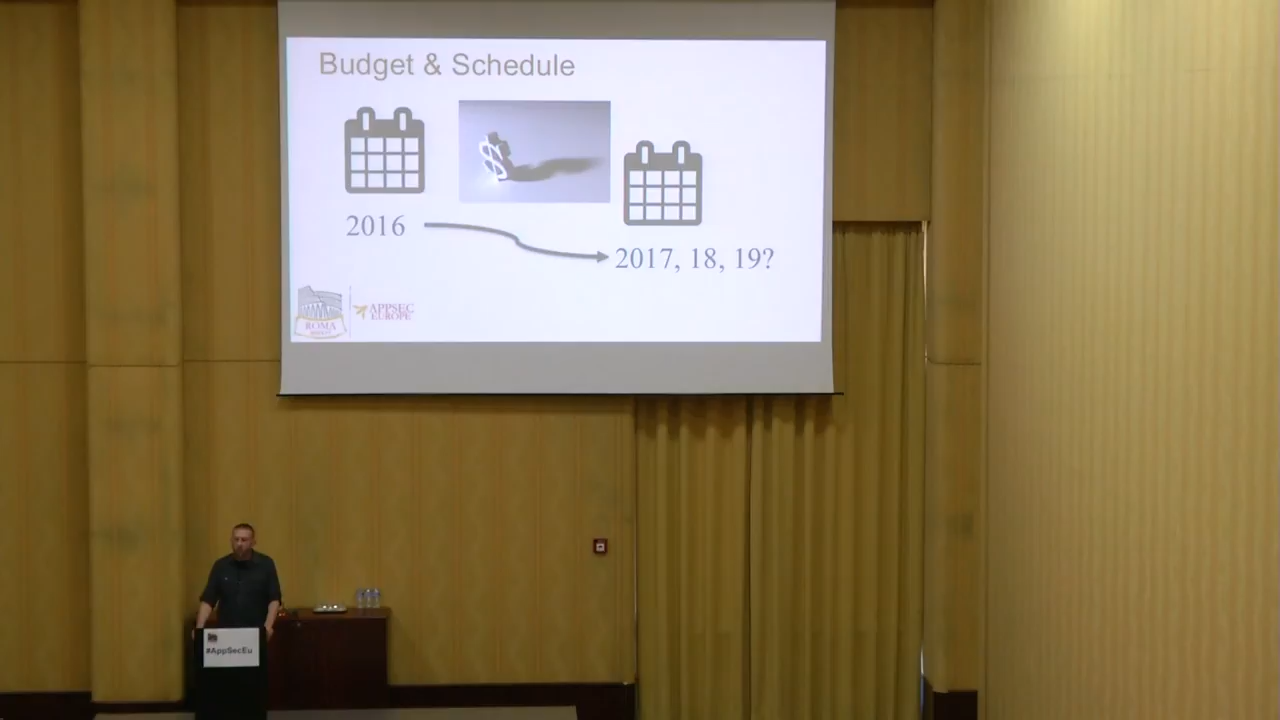 Budget & Schedule
2016
2017, 18, 19?
ROMA
APPSEC
EUROPE
#AppSecEu